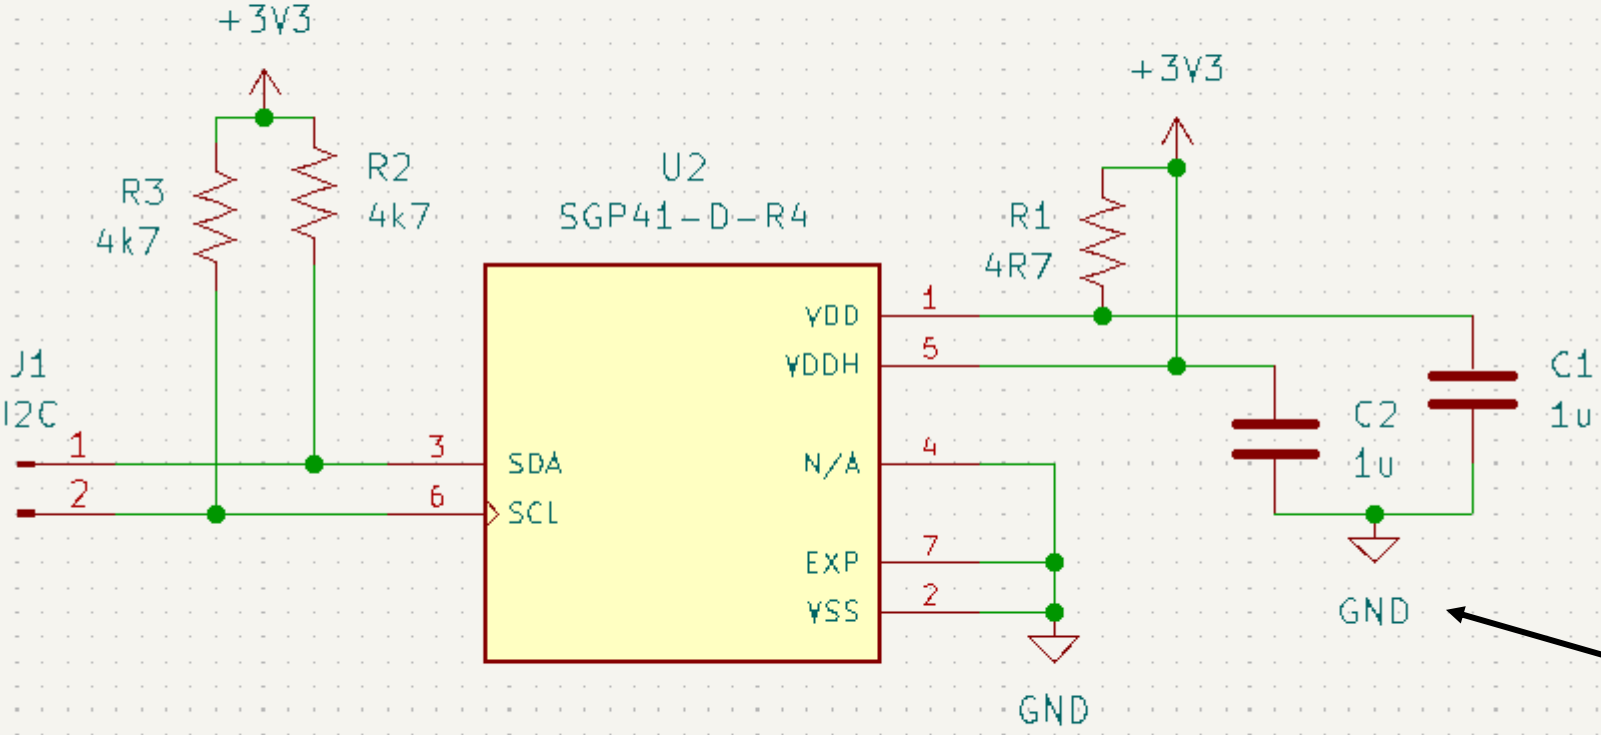 +3V3
+3V3
R3
4k7
R2
4k7
U2
SGP41-D-R4
R1
4R7
VDD
1
VDDH
5
J1
I2C
1
2
3
6
SDA
SCL
N/A
4
EXP
7
VSS
2
C2
1u
C1
1u
GND
GND